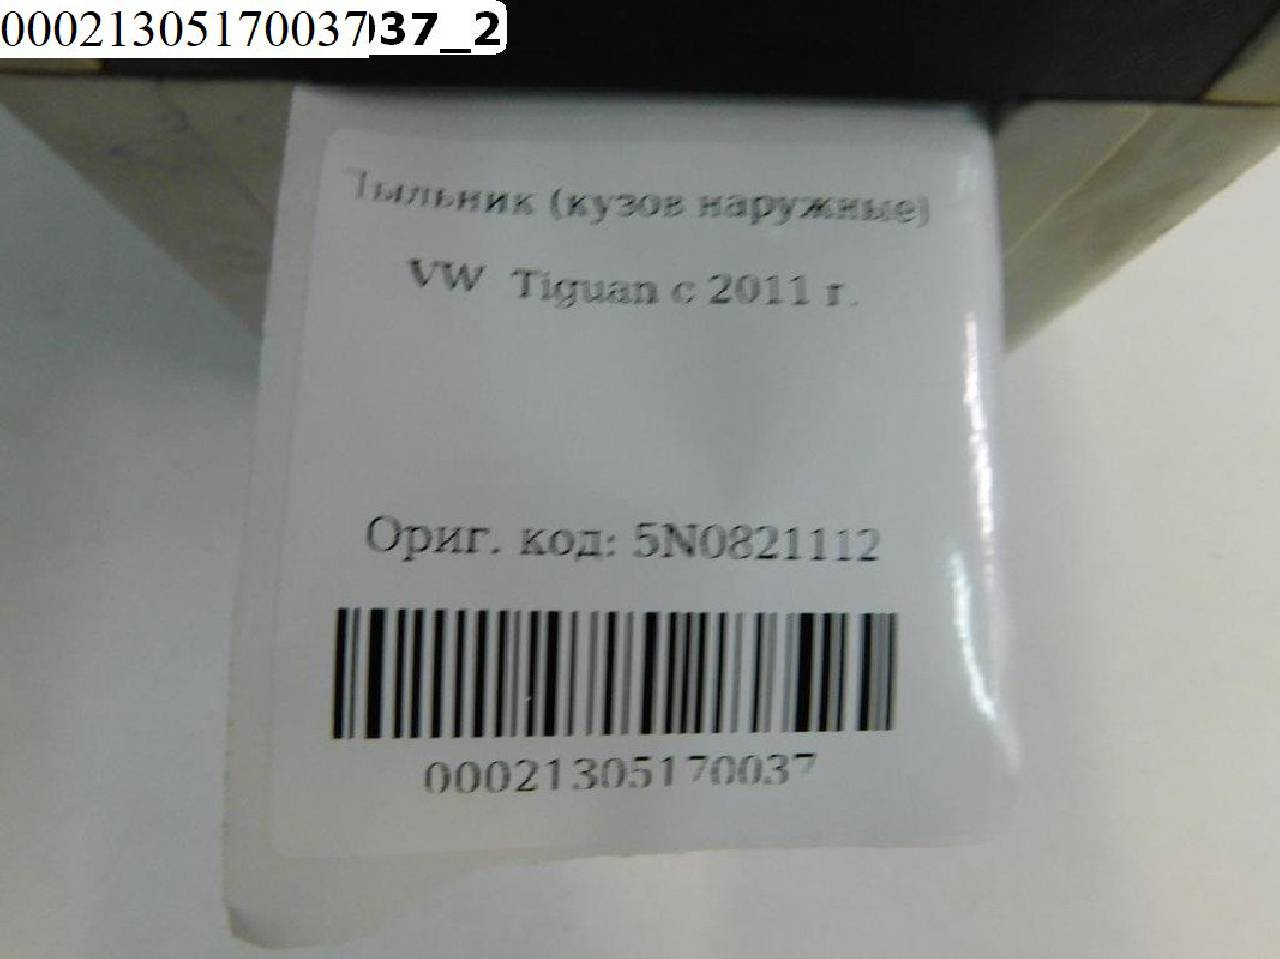 00021305170037037_2
Пыльник (кузов наружные)
VW Tiguan с 2011 г.
Ориг. код: 5N0821112
00021305170037